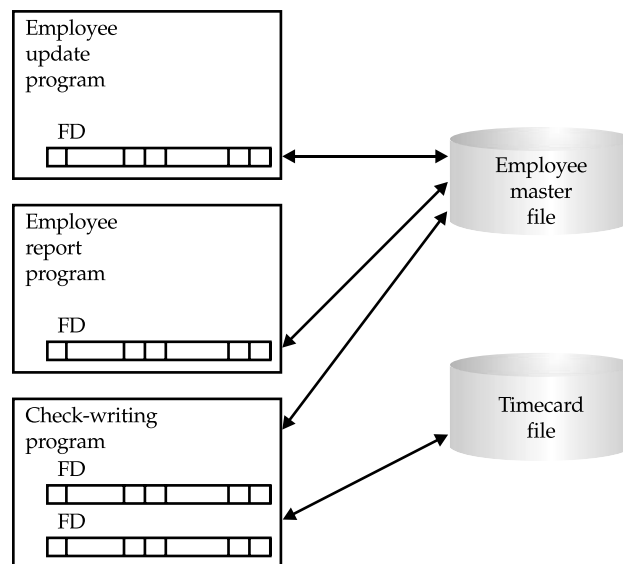 Employee
update
program
FD
Employee
report
program
FD
Check-writing
program
FD
FD
Employee
master
file
Timecard
file